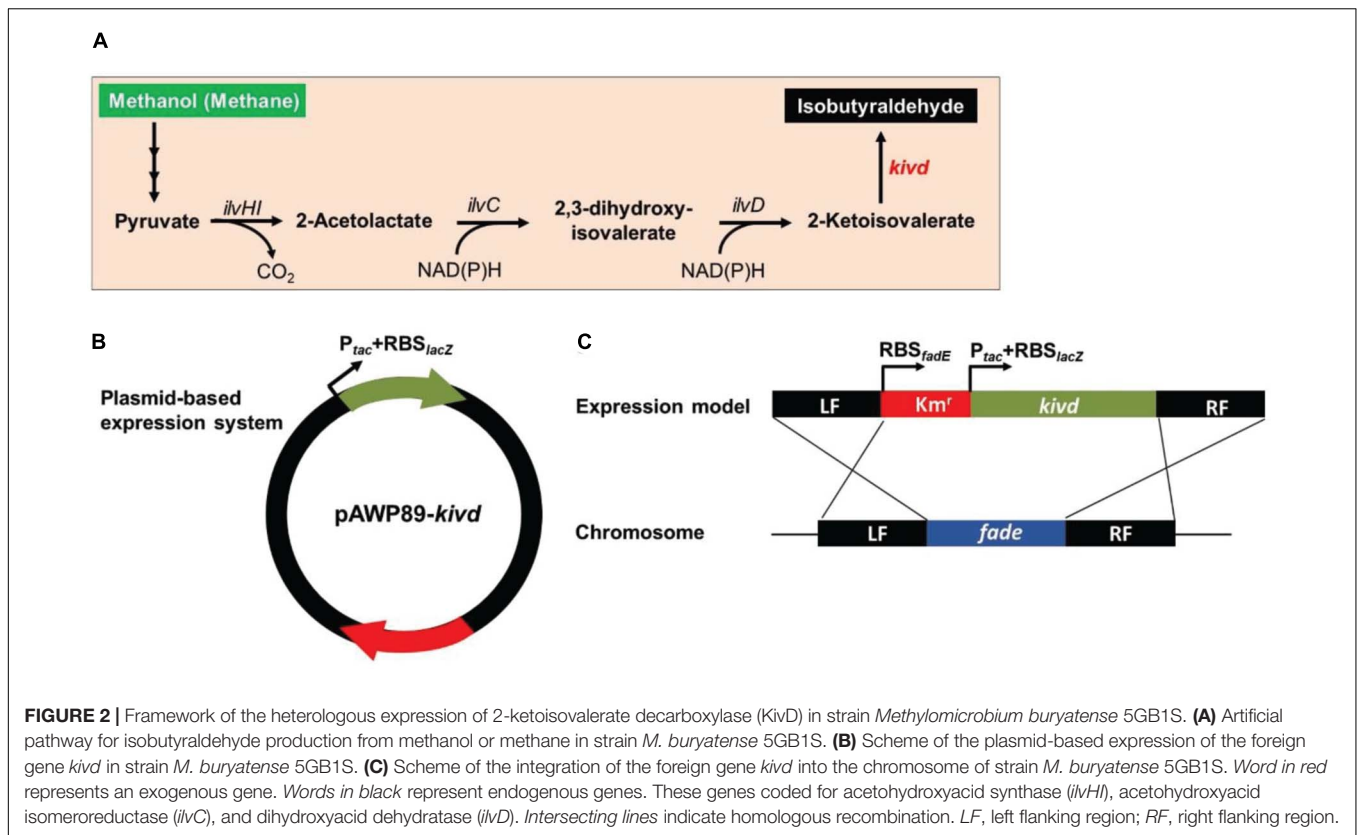 A
Methanol (Methane)
Isobutyraldehyde
kivd
Pyruvate
ilvHI
2-Acetolactate
ilvC
2,3-dihydroxy-
isovalerate
ilvD
2-Ketoisovalerate
CO2
NAD(P)H
NAD(P)H
B
Ptac+RBSlacZ
Plasmid-based
expression system
pAWP89-kivd
C
RBSfadE
Ptac+RBSlacZ
Expression model
LF
Kmr
kivd
RF
Chromosome
LF
fade
RF
FIGURE 2 | Framework of the heterologous expression of 2-ketoisovalerate decarboxylase (KivD) in strain Methylomicrobium buryatense 5GB1S. (A) Artificial
pathway for isobutyraldehyde production from methanol or methane in strain M. buryatense 5GB1S. (B) Scheme of the plasmid-based expression of the foreign
gene kivd in strain M. buryatense 5GB1S. (C) Scheme of the integration of the foreign gene kivd into the chromosome of strain M. buryatense 5GB1S. Word in red
represents an exogenous gene. Words in black represent endogenous genes. These genes coded for acetohydroxyacid synthase (ilvHI), acetohydroxyacid
isomeroreductase (ilvC), and dihydroxyacid dehydratase (ilvD). Intersecting lines indicate homologous recombination. LF, left flanking region; RF, right flanking region.